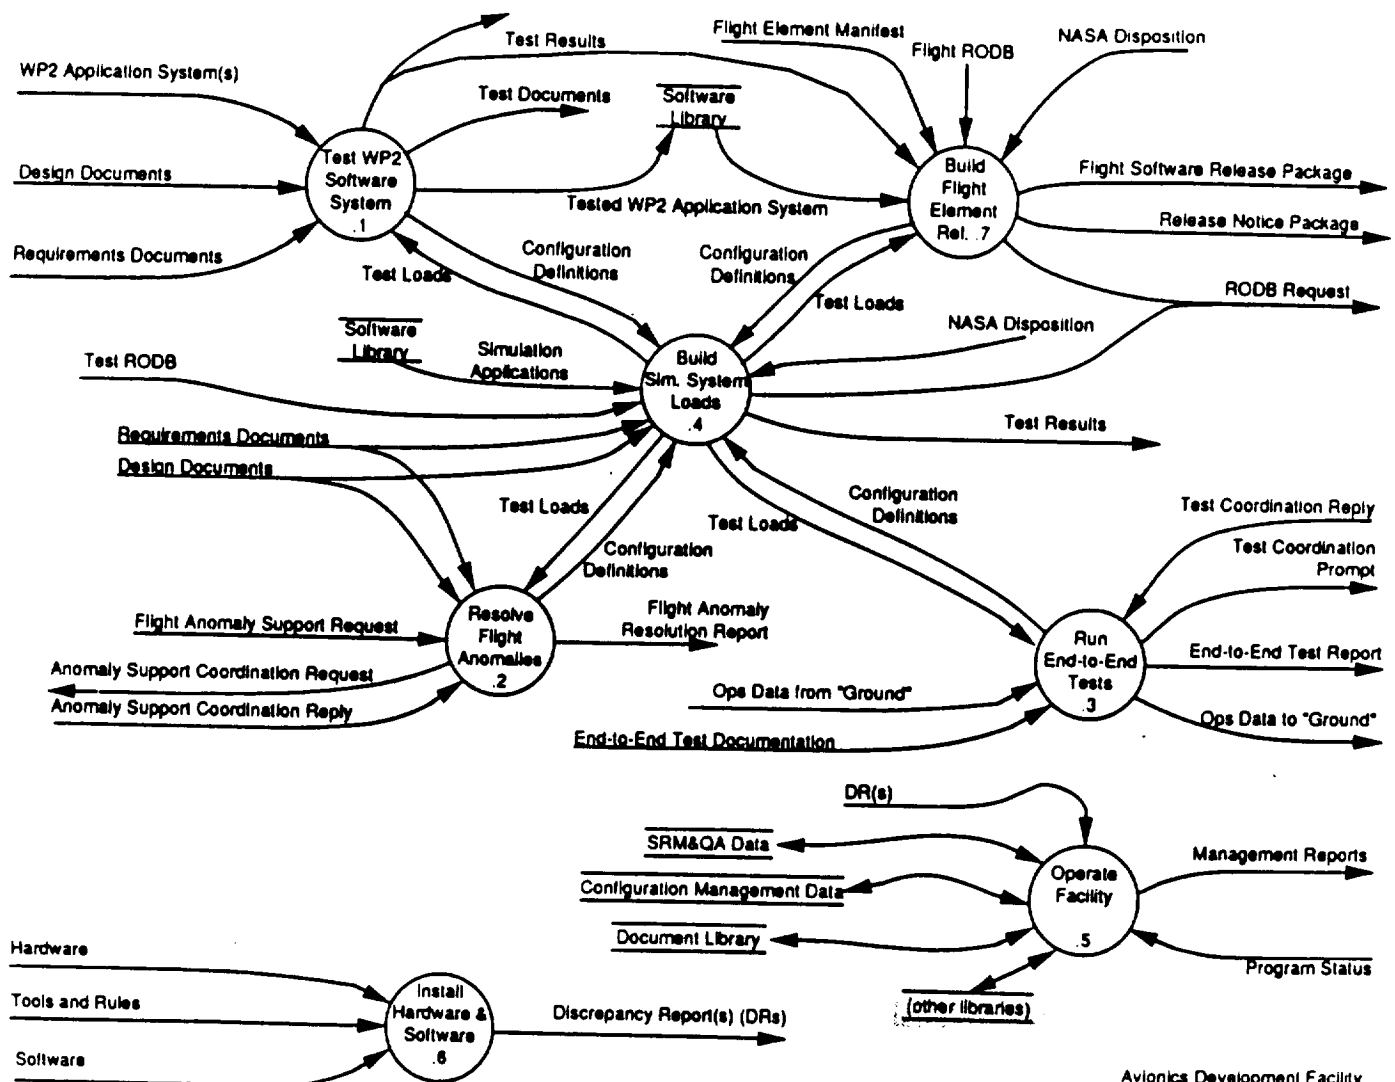 Test Results
Flight Element Manifest
Flight RODB
NASA Disposition
WP2 Application System(s)
Test Documents
Software
Library
Test WP2
Software
System
.1
Design Documents
Requirements Documents
Tested WP2 Application System
Build
Flight
Element
Rel. .7
Flight Software Release Package
Release Notice Package
RODB Request
Configuration
Definitions
Test Loads
Configuration
Definitions
Test Loads
NASA Disposition
Software
Library
Simulation
Applications
Test RODB
Build
Sim. System
Loads
.4
Requirements Documents
Design Documents
Test Results
Test Loads
Configuration
Definitions
Test Loads
Configuration
Definitions
Test Coordination Reply
Test Coordination
Prompt
Resolve
Flight
Anomalies
.2
Flight Anomaly Support Request
Flight Anomaly
Resolution Report
Anomaly Support Coordination Request
Anomaly Support Coordination Reply
Run
End-to-End
Tests
.3
End-to-End Test Report
Ops Data from "Ground"
Ops Data to "Ground"
End-to-End Test Documentation
DR(s)
SRM&QA Data
Configuration Management Data
Document Library
(other libraries)
Operate
Facility
.5
Management Reports
Program Status
Hardware
Tools and Rules
Software
Install
Hardware &
Software
.6
Discrepancy Report(s) (DRs)
Avionics Development Facility